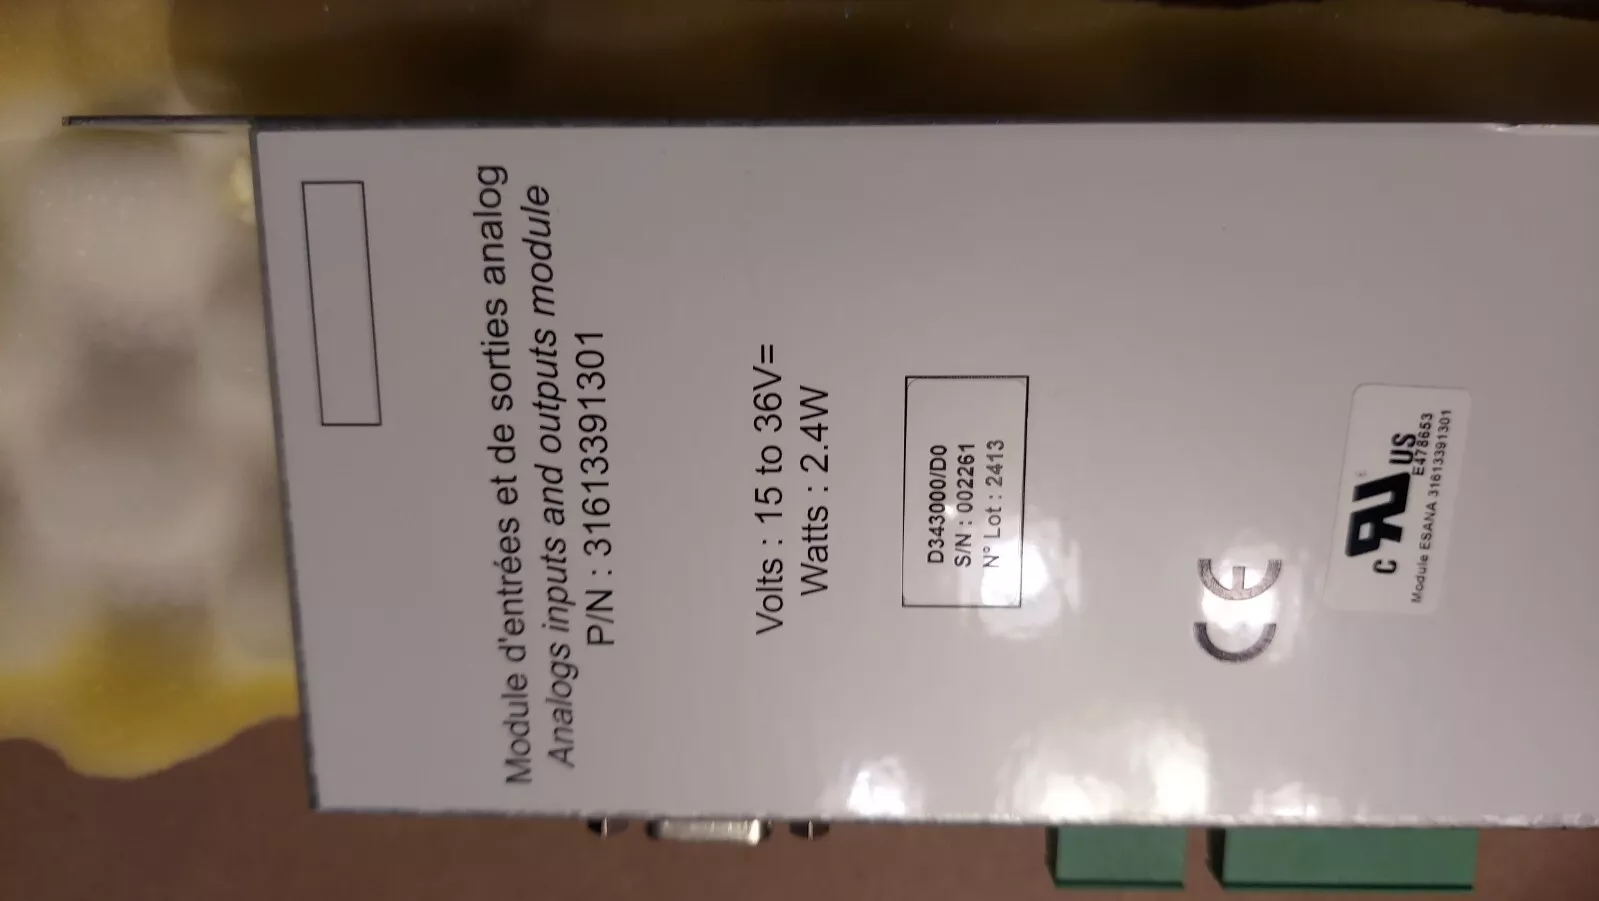 Module d'entrées et de sorties analog
Analogs inputs and outputs module
P/N : 31613391301
Volts : 15 to 36V=
Watts : 2.4W
D343000/D0
S/N : 002261
N° Lot : 2413
CE
c RU US
E478653
Module ESANA 31613391301